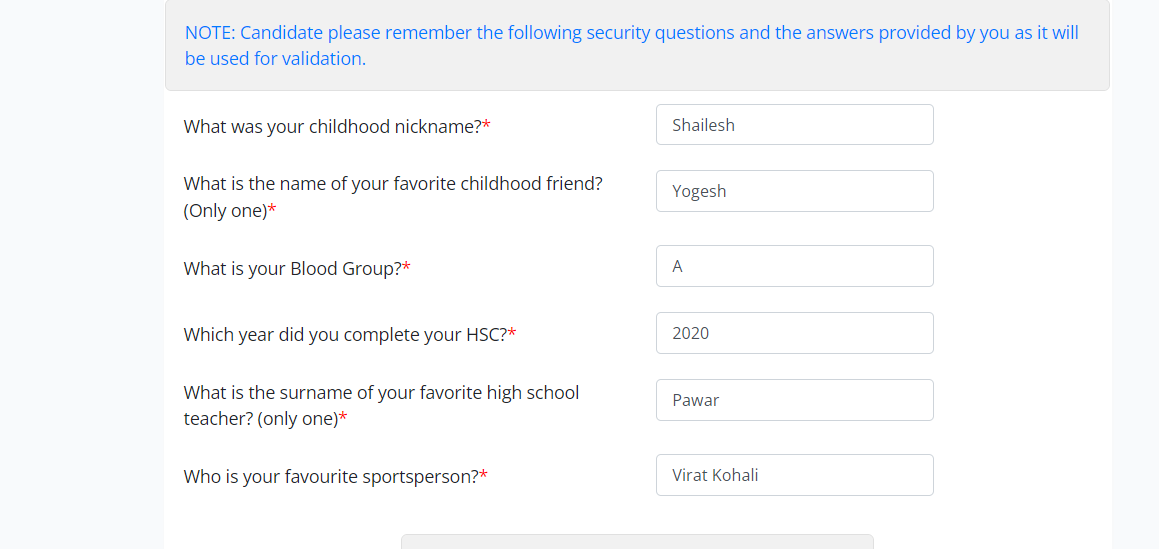 NOTE: Candidate please remember the following security questions and the answers provided by you as it will
be used for validation.
What was your childhood nickname?*
Shailesh
What is the name of your favorite childhood friend?
(Only one)*
Yogesh
What is your Blood Group?*
A
Which year did you complete your HSC?*
2020
What is the surname of your favorite high school
teacher? (only one)*
Pawar
Who is your favourite sportsperson?*
Virat Kohali